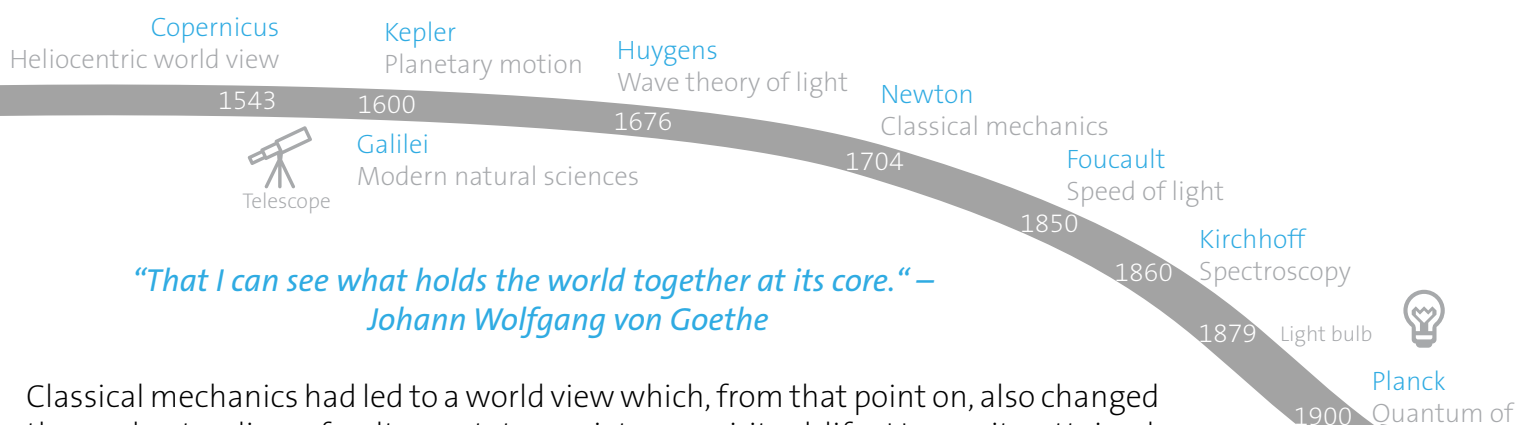 Copernicus
Heliocentric world view
Kepler
Planetary motion
Huygens
Wave theory of light
Newton
Classical mechanics
1543
1600
1676
1704
Galilei
Modern natural sciences
Telescope
Foucault
Speed of light
1850
Kirchhoff
Spectroscopy
1860
“That I can see what holds the world together at its core.“ –
Johann Wolfgang von Goethe
1879
Light bulb
Planck
Quantum of
1900
Classical mechanics had led to a world view which, from that point on, also changed